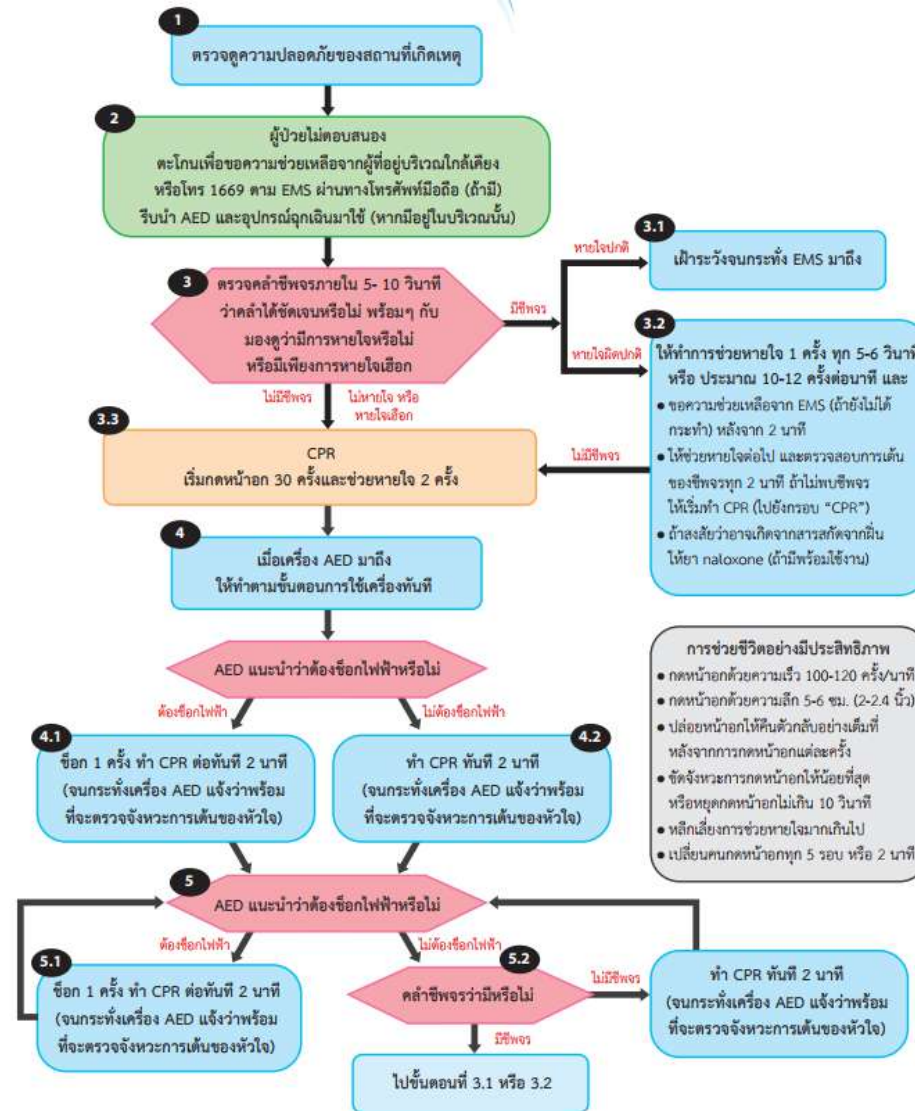 1
ตรวจดูความปลอดภัยของสถานที่เกิดเหตุ
2
ผู้ป่วยไม่ตอบสนอง
ตะโกนเพื่อขอความช่วยเหลือจากผู้ที่อยู่บริเวณใกล้เคียง
หรือโทร 1669 ตาม EMS ผ่านทางโทรศัพท์มือถือ (ถ้ามี)
รีบนำ AED และอุปกรณ์ฉุกเฉินมาใช้ (หากมีอยู่ในบริเวณนั้น)
3
ตรวจคลำชีพจรภายใน 5- 10 วินาที
ว่าคลำได้ชัดเจนหรือไม่ พร้อมๆ กับ
มองดูว่ามีการหายใจหรือไม่
หรือมีเพียงการหายใจเฮือก
มีชีพจร
หายใจปกติ
3.1
เฝ้าระวังจนกระทั่ง EMS มาถึง
หายใจผิดปกติ
3.2
ให้ทำการช่วยหายใจ 1 ครั้ง ทุก 5-6 วินาที
หรือ ประมาณ 10-12 ครั้งต่อนาที และ
• ขอความช่วยเหลือจาก EMS (ถ้ายังไม่ได้
กระทำ) หลังจาก 2 นาที
• ให้ช่วยหายใจต่อไป และตรวจสอบการเต้น
ของชีพจรทุก 2 นาที ถ้าไม่พบชีพจร
ให้เริ่มทำ CPR (ไปยังกรอบ “CPR”)
• ถ้าสงสัยว่าอาจเกิดจากสารสกัดจากฝิ่น
ให้ยา naloxone (ถ้ามีพร้อมใช้งาน)
ไม่มีชีพจร
ไม่มีชีพจร
ไม่หายใจ หรือ
หายใจเฮือก
3.3
CPR
เริ่มกดหน้าอก 30 ครั้งและช่วยหายใจ 2 ครั้ง
4
เมื่อเครื่อง AED มาถึง
ให้ทำตามขั้นตอนการใช้เครื่องทันที
AED แนะนำว่าต้องช็อกไฟฟ้าหรือไม่
ต้องช็อกไฟฟ้า
ไม่ต้องช็อกไฟฟ้า
4.1
ช็อก 1 ครั้ง ทำ CPR ต่อทันที 2 นาที
(จนกระทั่งเครื่อง AED แจ้งว่าพร้อม
ที่จะตรวจจังหวะการเต้นของหัวใจ)
4.2
ทำ CPR ทันที 2 นาที
(จนกระทั่งเครื่อง AED แจ้งว่าพร้อม
ที่จะตรวจจังหวะการเต้นของหัวใจ)
การช่วยชีวิตอย่างมีประสิทธิภาพ
• กดหน้าอกด้วยความเร็ว 100-120 ครั้ง/นาที
• กดหน้าอกด้วยความลึก 5-6 ซม. (2-2.4 นิ้ว)
• ปล่อยหน้าอกให้คืนตัวกลับอย่างเต็มที่
หลังจากการกดหน้าอกแต่ละครั้ง
• ขัดจังหวะการกดหน้าอกให้น้อยที่สุด
หรือหยุดกดหน้าอกไม่เกิน 10 วินาที
• หลีกเลี่ยงการช่วยหายใจมากเกินไป
• เปลี่ยนคนกดหน้าอกทุก 5 รอบ หรือ 2 นาที
5
AED แนะนำว่าต้องช็อกไฟฟ้าหรือไม่
ต้องช็อกไฟฟ้า
ไม่ต้องช็อกไฟฟ้า
5.1
ช็อก 1 ครั้ง ทำ CPR ต่อทันที 2 นาที
(จนกระทั่งเครื่อง AED แจ้งว่าพร้อม
ที่จะตรวจจังหวะการเต้นของหัวใจ)
5.2
คลำชีพจรว่ามีหรือไม่
ไม่มีชีพจร
ทำ CPR ทันที 2 นาที
(จนกระทั่งเครื่อง AED แจ้งว่าพร้อม
ที่จะตรวจจังหวะการเต้นของหัวใจ)
มีชีพจร
ไปขั้นตอนที่ 3.1 หรือ 3.2